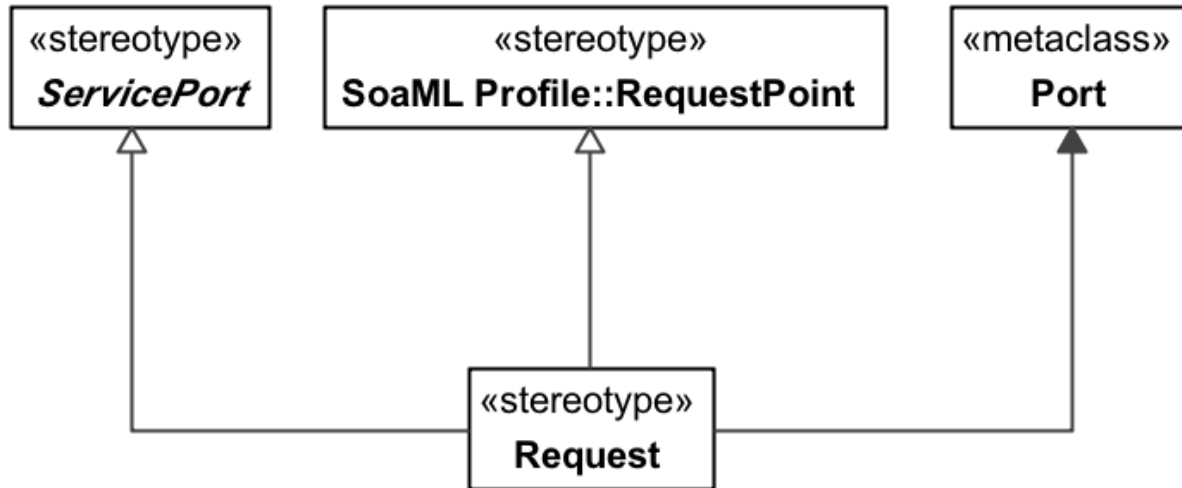 «stereotype»
ServicePort
«stereotype»
SoaML Profile::RequestPoint
«metaclass»
Port
«stereotype»
Request